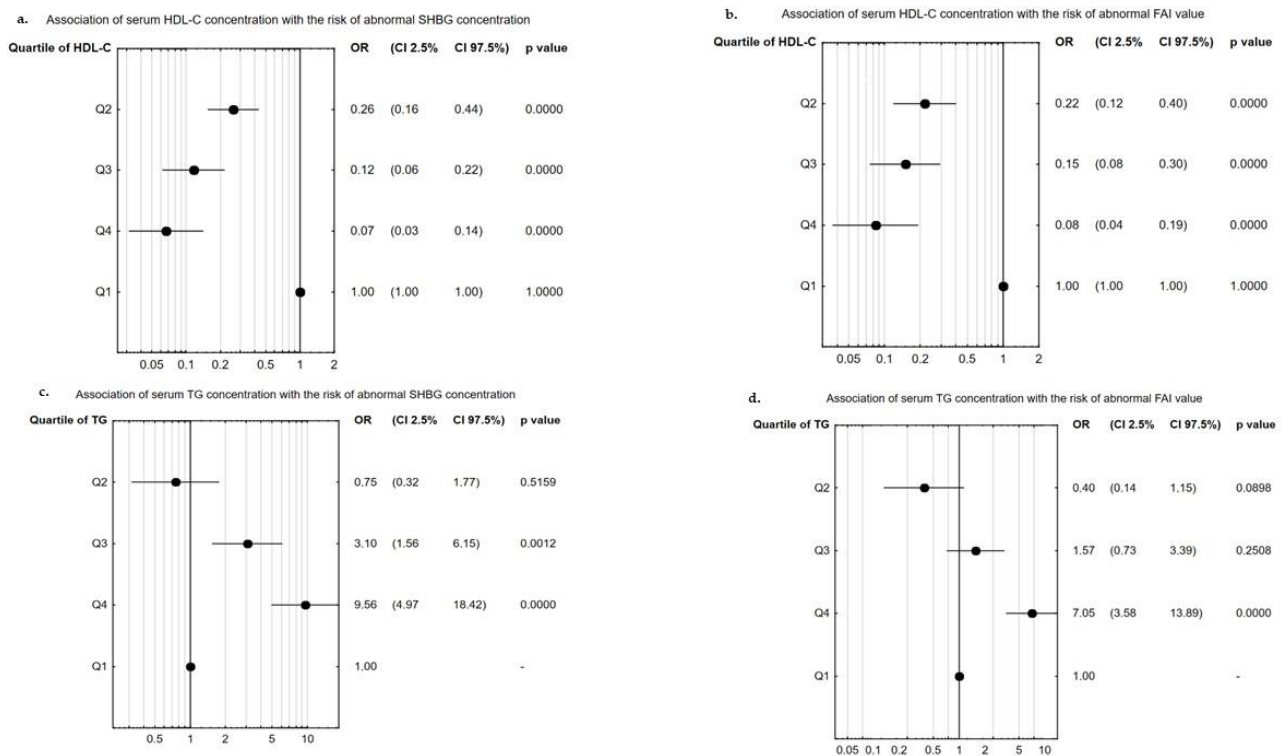 a. Association of serum HDL-C concentration with the risk of abnormal SHBG concentration
Quartile of HDL-C OR (CI 2.5% CI 97.5%) p value
Q2 0.26 (0.16 0.44) 0.0000
Q3 0.12 (0.06 0.22) 0.0000
Q4 0.07 (0.03 0.14) 0.0000
Q1 1.00 (1.00 1.00) 1.0000
0.05 0.1 0.2 0.5 1 2
b. Association of serum HDL-C concentration with the risk of abnormal FAI value
Quartile of HDL-C OR (CI 2.5% CI 97.5%) p value
Q2 0.22 (0.12 0.40) 0.0000
Q3 0.15 (0.08 0.30) 0.0000
Q4 0.08 (0.04 0.19) 0.0000
Q1 1.00 (1.00 1.00) 1.0000
0.05 0.1 0.2 0.5 1 2
c. Association of serum TG concentration with the risk of abnormal SHBG concentration
Quartile of TG OR (CI 2.5% CI 97.5%) p value
Q2 0.75 (0.32 1.77) 0.5159
Q3 3.10 (1.56 6.15) 0.0012
Q4 9.56 (4.97 18.42) 0.0000
Q1 1.00 -
0.5 1 2 5 10
d. Association of serum TG concentration with the risk of abnormal FAI value
Quartile of TG OR (CI 2.5% CI 97.5%) p value
Q2 0.40 (0.14 1.15) 0.0898
Q3 1.57 (0.73 3.39) 0.2508
Q4 7.05 (3.58 13.89) 0.0000
Q1 1.00 -
0.05 0.1 0.2 0.5 1 2 5 10